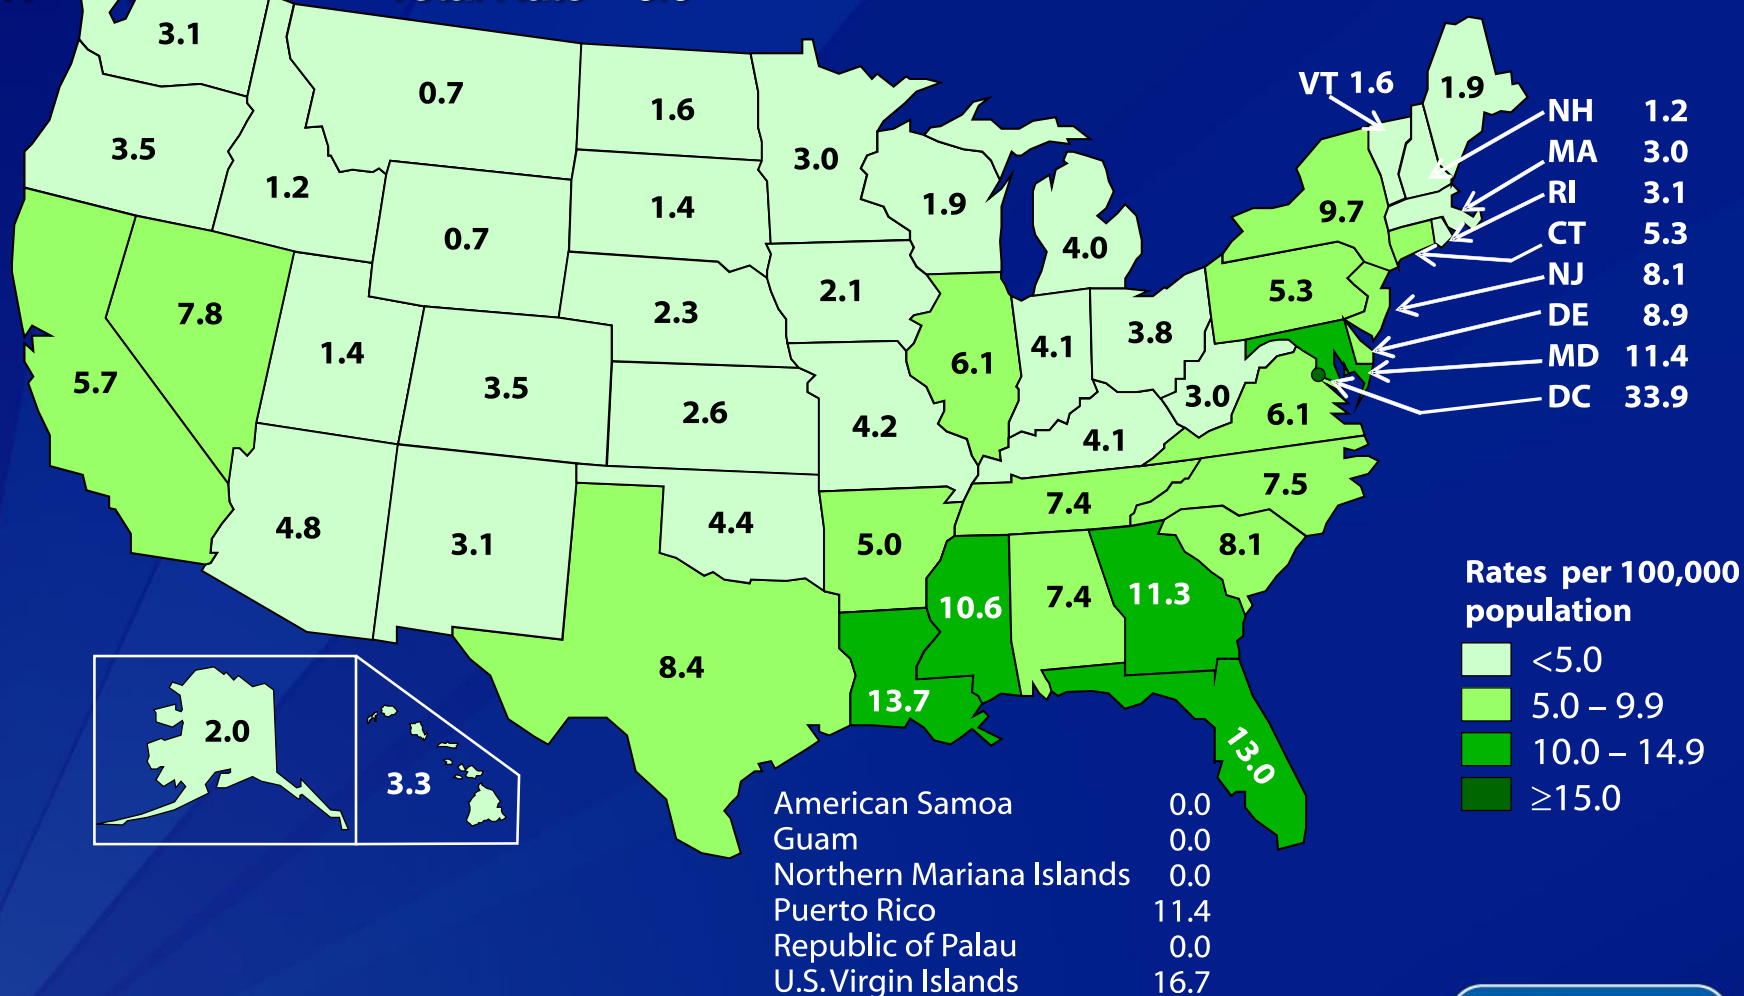 3.1
0.7
1.6
3.0
VT 1.6
1.9
NH 1.2
3.5
1.2
1.4
1.9
MA 3.0
RI 3.1
9.7
CT 5.3
0.7
4.0
NJ 8.1
2.1
5.3
DE 8.9
7.8
2.3
3.8
MD 11.4
1.4
6.1
4.1
DC 33.9
5.7
3.5
2.6
4.2
3.0
6.1
4.1
4.8
3.1
4.4
5.0
7.4
7.5
8.1
10.6
7.4
11.3
8.4
13.7
13.0
2.0
3.3
Rates per 100,000
population
<5.0
5.0 – 9.9
10.0 – 14.9
≥15.0
American Samoa 0.0
Guam 0.0
Northern Mariana Islands 0.0
Puerto Rico 11.4
Republic of Palau 0.0
U.S. Virgin Islands 16.7